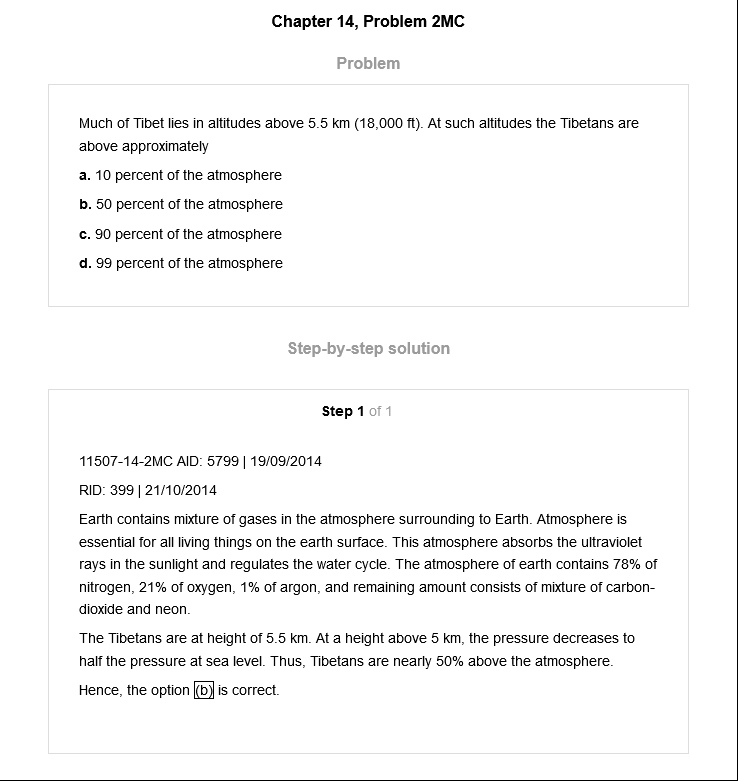 Chapter 14, Problem 2MC
Problem
Much of Tibet lies in altitudes above 5.5 km (18,000 ft). At such altitudes the Tibetans are
above approximately
a. 10 percent of the atmosphere
b. 50 percent of the atmosphere
c. 90 percent of the atmosphere
d. 99 percent of the atmosphere
Step-by-step solution
Step 1 of 1
11507-14-2MC AID: 5799 | 19/09/2014
RID: 399 | 21/10/2014
Earth contains mixture of gases in the atmosphere surrounding to Earth. Atmosphere is
essential for all living things on the earth surface. This atmosphere absorbs the ultraviolet
rays in the sunlight and regulates the water cycle. The atmosphere of earth contains 78% of
nitrogen, 21% of oxygen, 1% of argon, and remaining amount consists of mixture of carbon-
dioxide and neon.
The Tibetans are at height of 5.5 km. At a height above 5 km, the pressure decreases to
half the pressure at sea level. Thus, Tibetans are nearly 50% above the atmosphere.
Hence, the option (b) is correct.